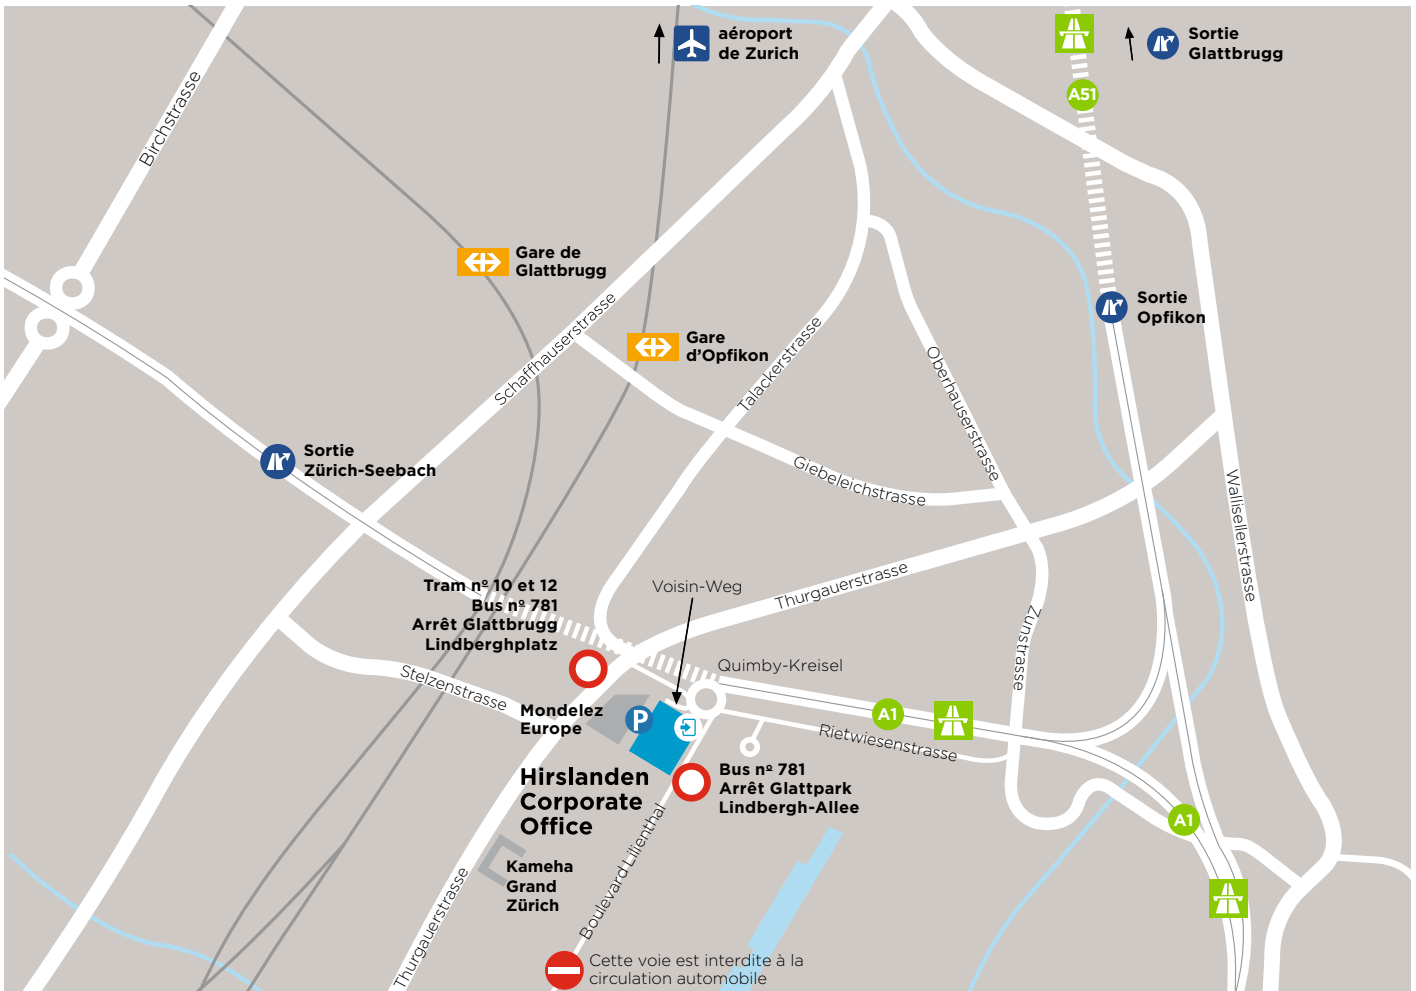 aéroport
de Zurich
Sortie
Glattbrugg
A51
Birchstrasse
Gare de
Glattbrugg
Sortie
Opfikon
Schaffhauserstrasse
Gare
d'Opfikon
Talackerstrasse
Oberhauserstrasse
Sortie
Zürich-Seebach
Giebeleichstrasse
Wallisellerstrasse
Tram nº 10 et 12
Bus nº 781
Arrêt Glattbrugg
Lindberghplatz
Voisin-Weg
Thurgauerstrasse
Zunstrasse
Quimby-Kreisel
Stelzenstrasse
Mondelez
Europe
P
A1
Rietwiesenstrasse
Hirslanden
Corporate
Office
Bus nº 781
Arrêt Glattpark
Lindbergh-Allee
A1
Boulevard Lilienthal
Kameha
Grand
Zürich
Thurgauerstrasse
Cette voie est interdite à la
circulation automobile